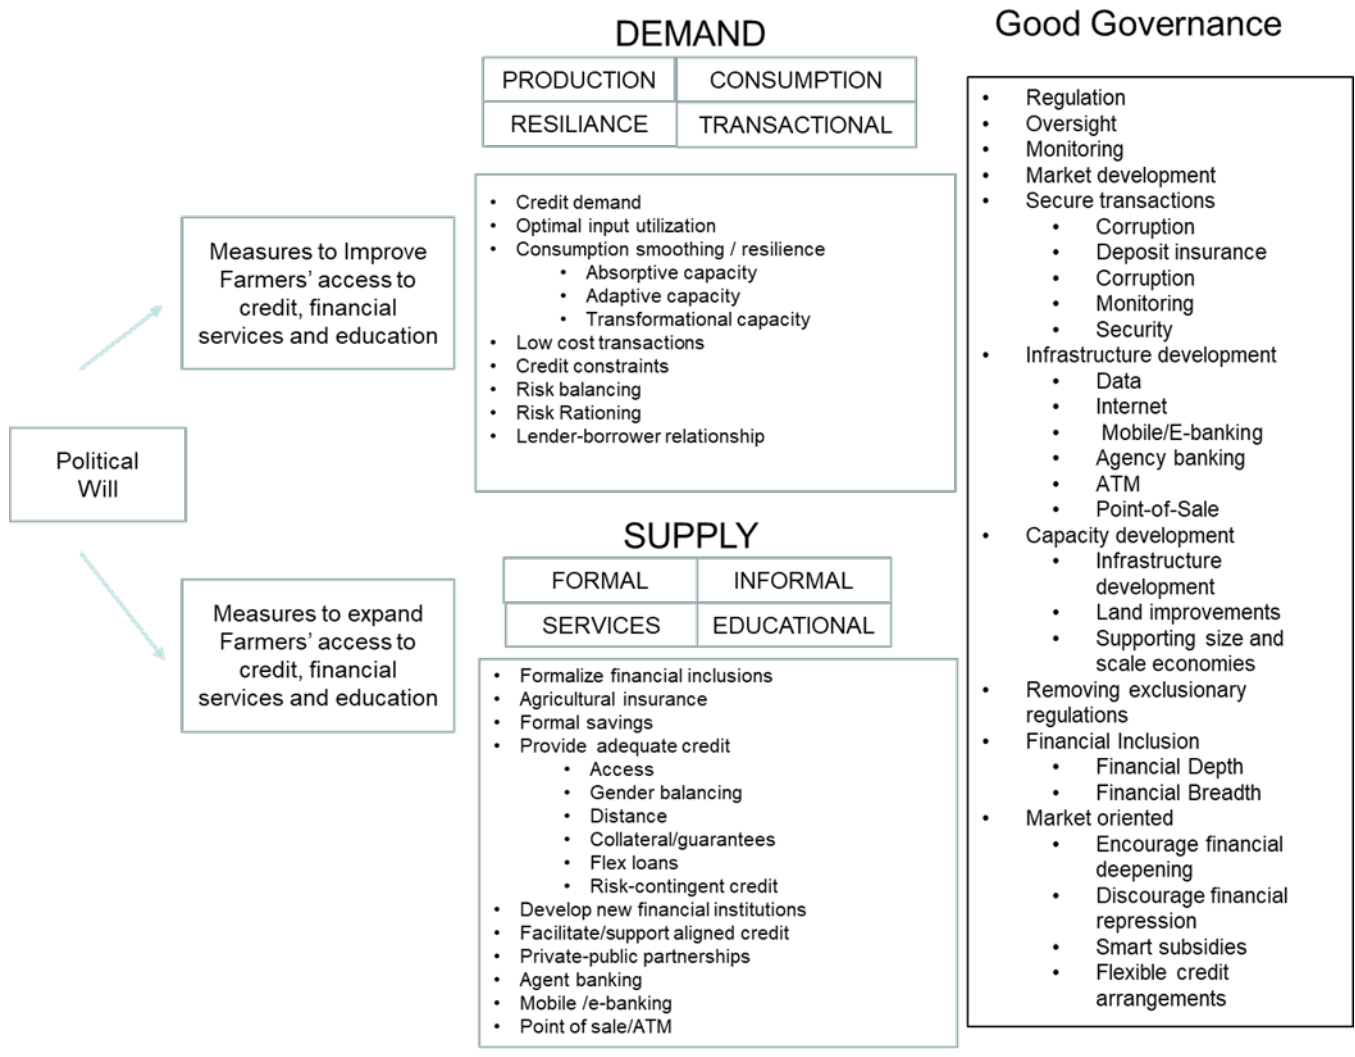 Political
Will
Measures to Improve
Farmers’ access to
credit, financial
services and education
Measures to expand
Farmers’ access to
credit, financial
services and education
DEMAND
PRODUCTION CONSUMPTION
RESILIANCE TRANSACTIONAL
• Credit demand
• Optimal input utilization
• Consumption smoothing / resilience
• Absorptive capacity
• Adaptive capacity
• Transformational capacity
• Low cost transactions
• Credit constraints
• Risk balancing
• Risk Rationing
• Lender-borrower relationship
SUPPLY
FORMAL INFORMAL
SERVICES EDUCATIONAL
• Formalize financial inclusions
• Agricultural insurance
• Formal savings
• Provide adequate credit
• Access
• Gender balancing
• Distance
• Collateral/guarantees
• Flex loans
• Risk-contingent credit
• Develop new financial institutions
• Facilitate/support aligned credit
• Private-public partnerships
• Agent banking
• Mobile /e-banking
• Point of sale/ATM
Good Governance
• Regulation
• Oversight
• Monitoring
• Market development
• Secure transactions
• Corruption
• Deposit insurance
• Corruption
• Monitoring
• Security
• Infrastructure development
• Data
• Internet
• Mobile/E-banking
• Agency banking
• ATM
• Point-of-Sale
• Capacity development
• Infrastructure
development
• Land improvements
• Supporting size and
scale economies
• Removing exclusionary
regulations
• Financial Inclusion
• Financial Depth
• Financial Breadth
• Market oriented
• Encourage financial
deepening
• Discourage financial
repression
• Smart subsidies
• Flexible credit
arrangements